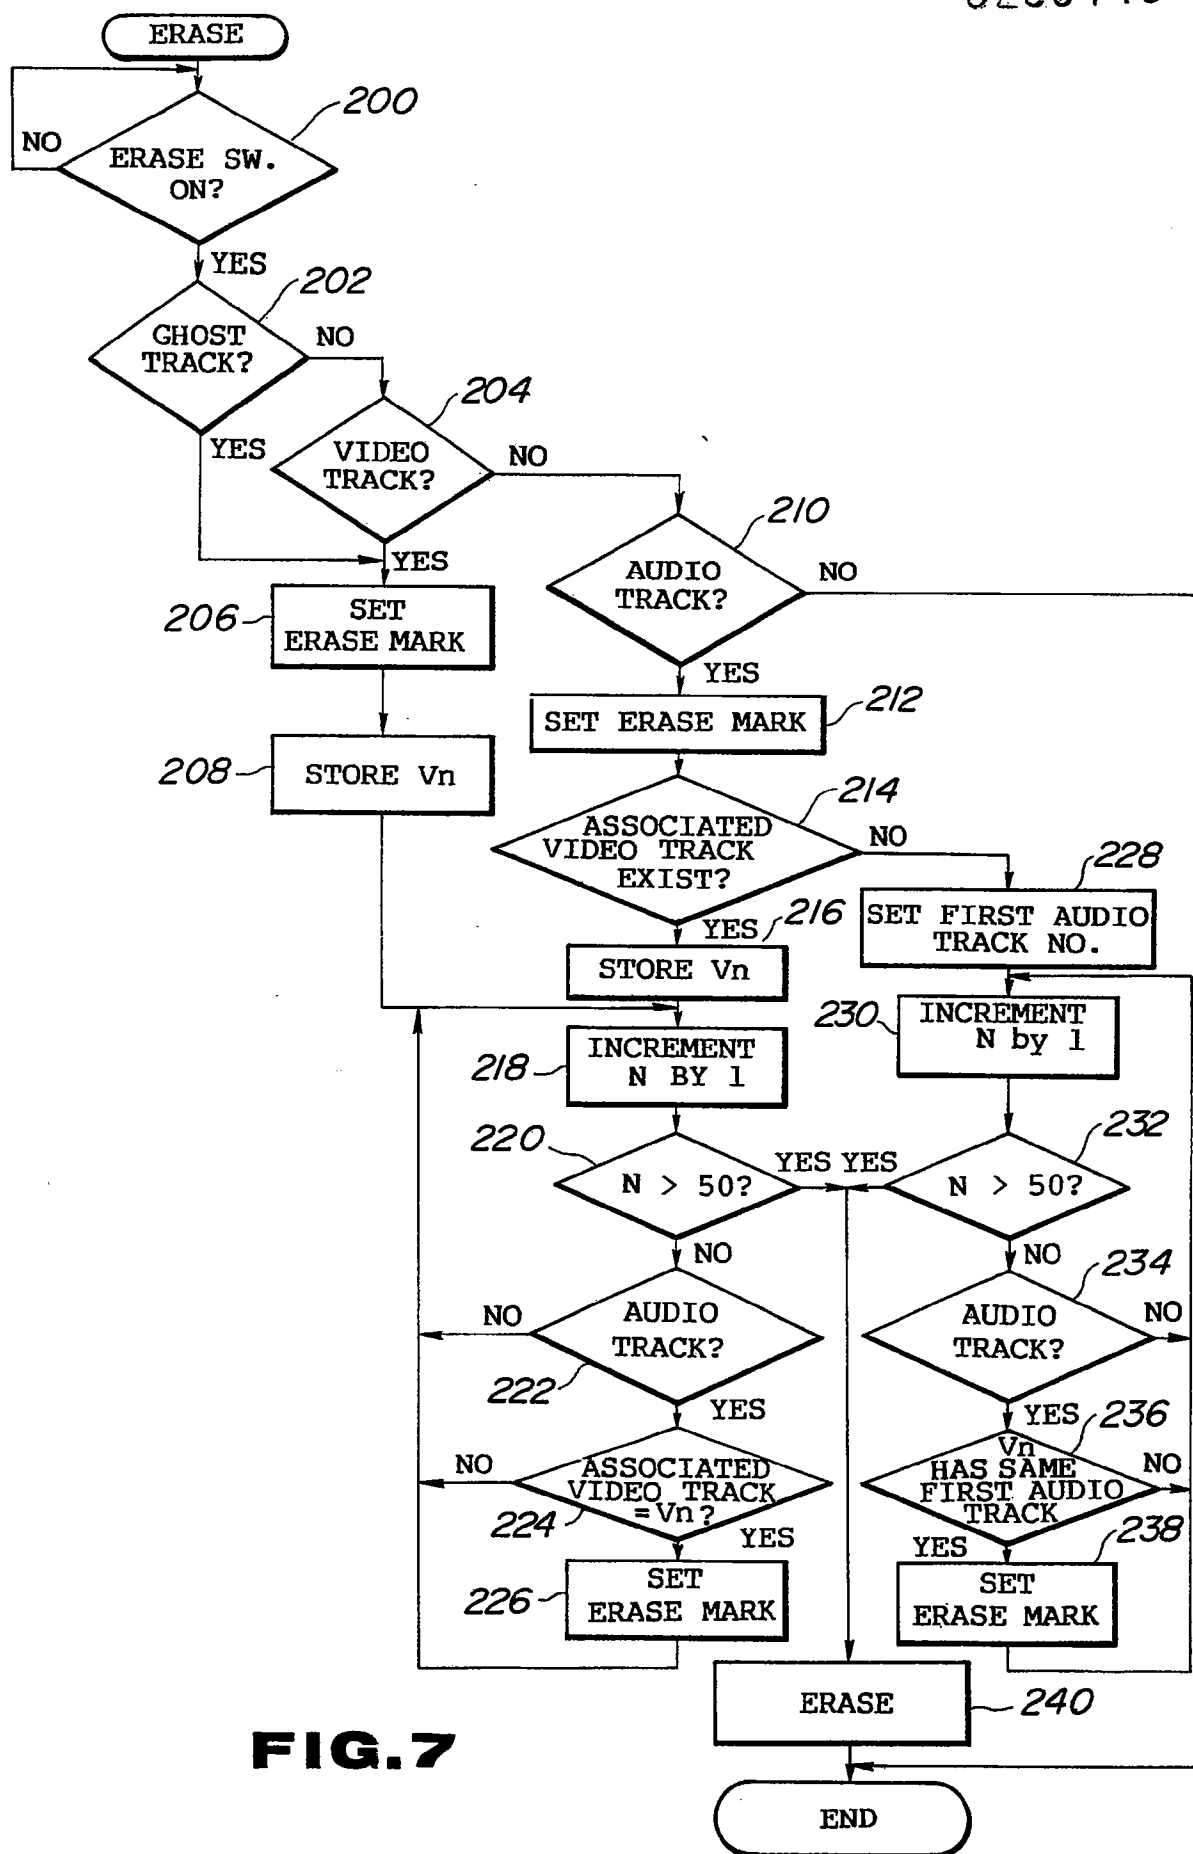 ERASE
200
NO
ERASE SW.
ON?
YES
202
GHOST
TRACK?
NO
204
YES
VIDEO
TRACK?
NO
210
YES
AUDIO
TRACK?
NO
206
SET
ERASE MARK
YES
212
SET ERASE MARK
208
STORE Vn
214
ASSOCIATED
VIDEO TRACK
EXIST?
NO
228
216
YES
SET FIRST AUDIO
TRACK NO.
STORE Vn
230
INCREMENT
N by 1
218
INCREMENT
N BY 1
220
232
YES YES
N > 50?
N > 50?
NO
NO
234
NO
AUDIO
TRACK?
AUDIO
TRACK?
NO
222
YES
YES
236
NO
ASSOCIATED
VIDEO TRACK
=Vn?
Vn
HAS SAME
FIRST AUDIO
TRACK
NO
224
YES
YES
238
226
SET
ERASE MARK
SET
ERASE MARK
ERASE
240
FIG.7
END